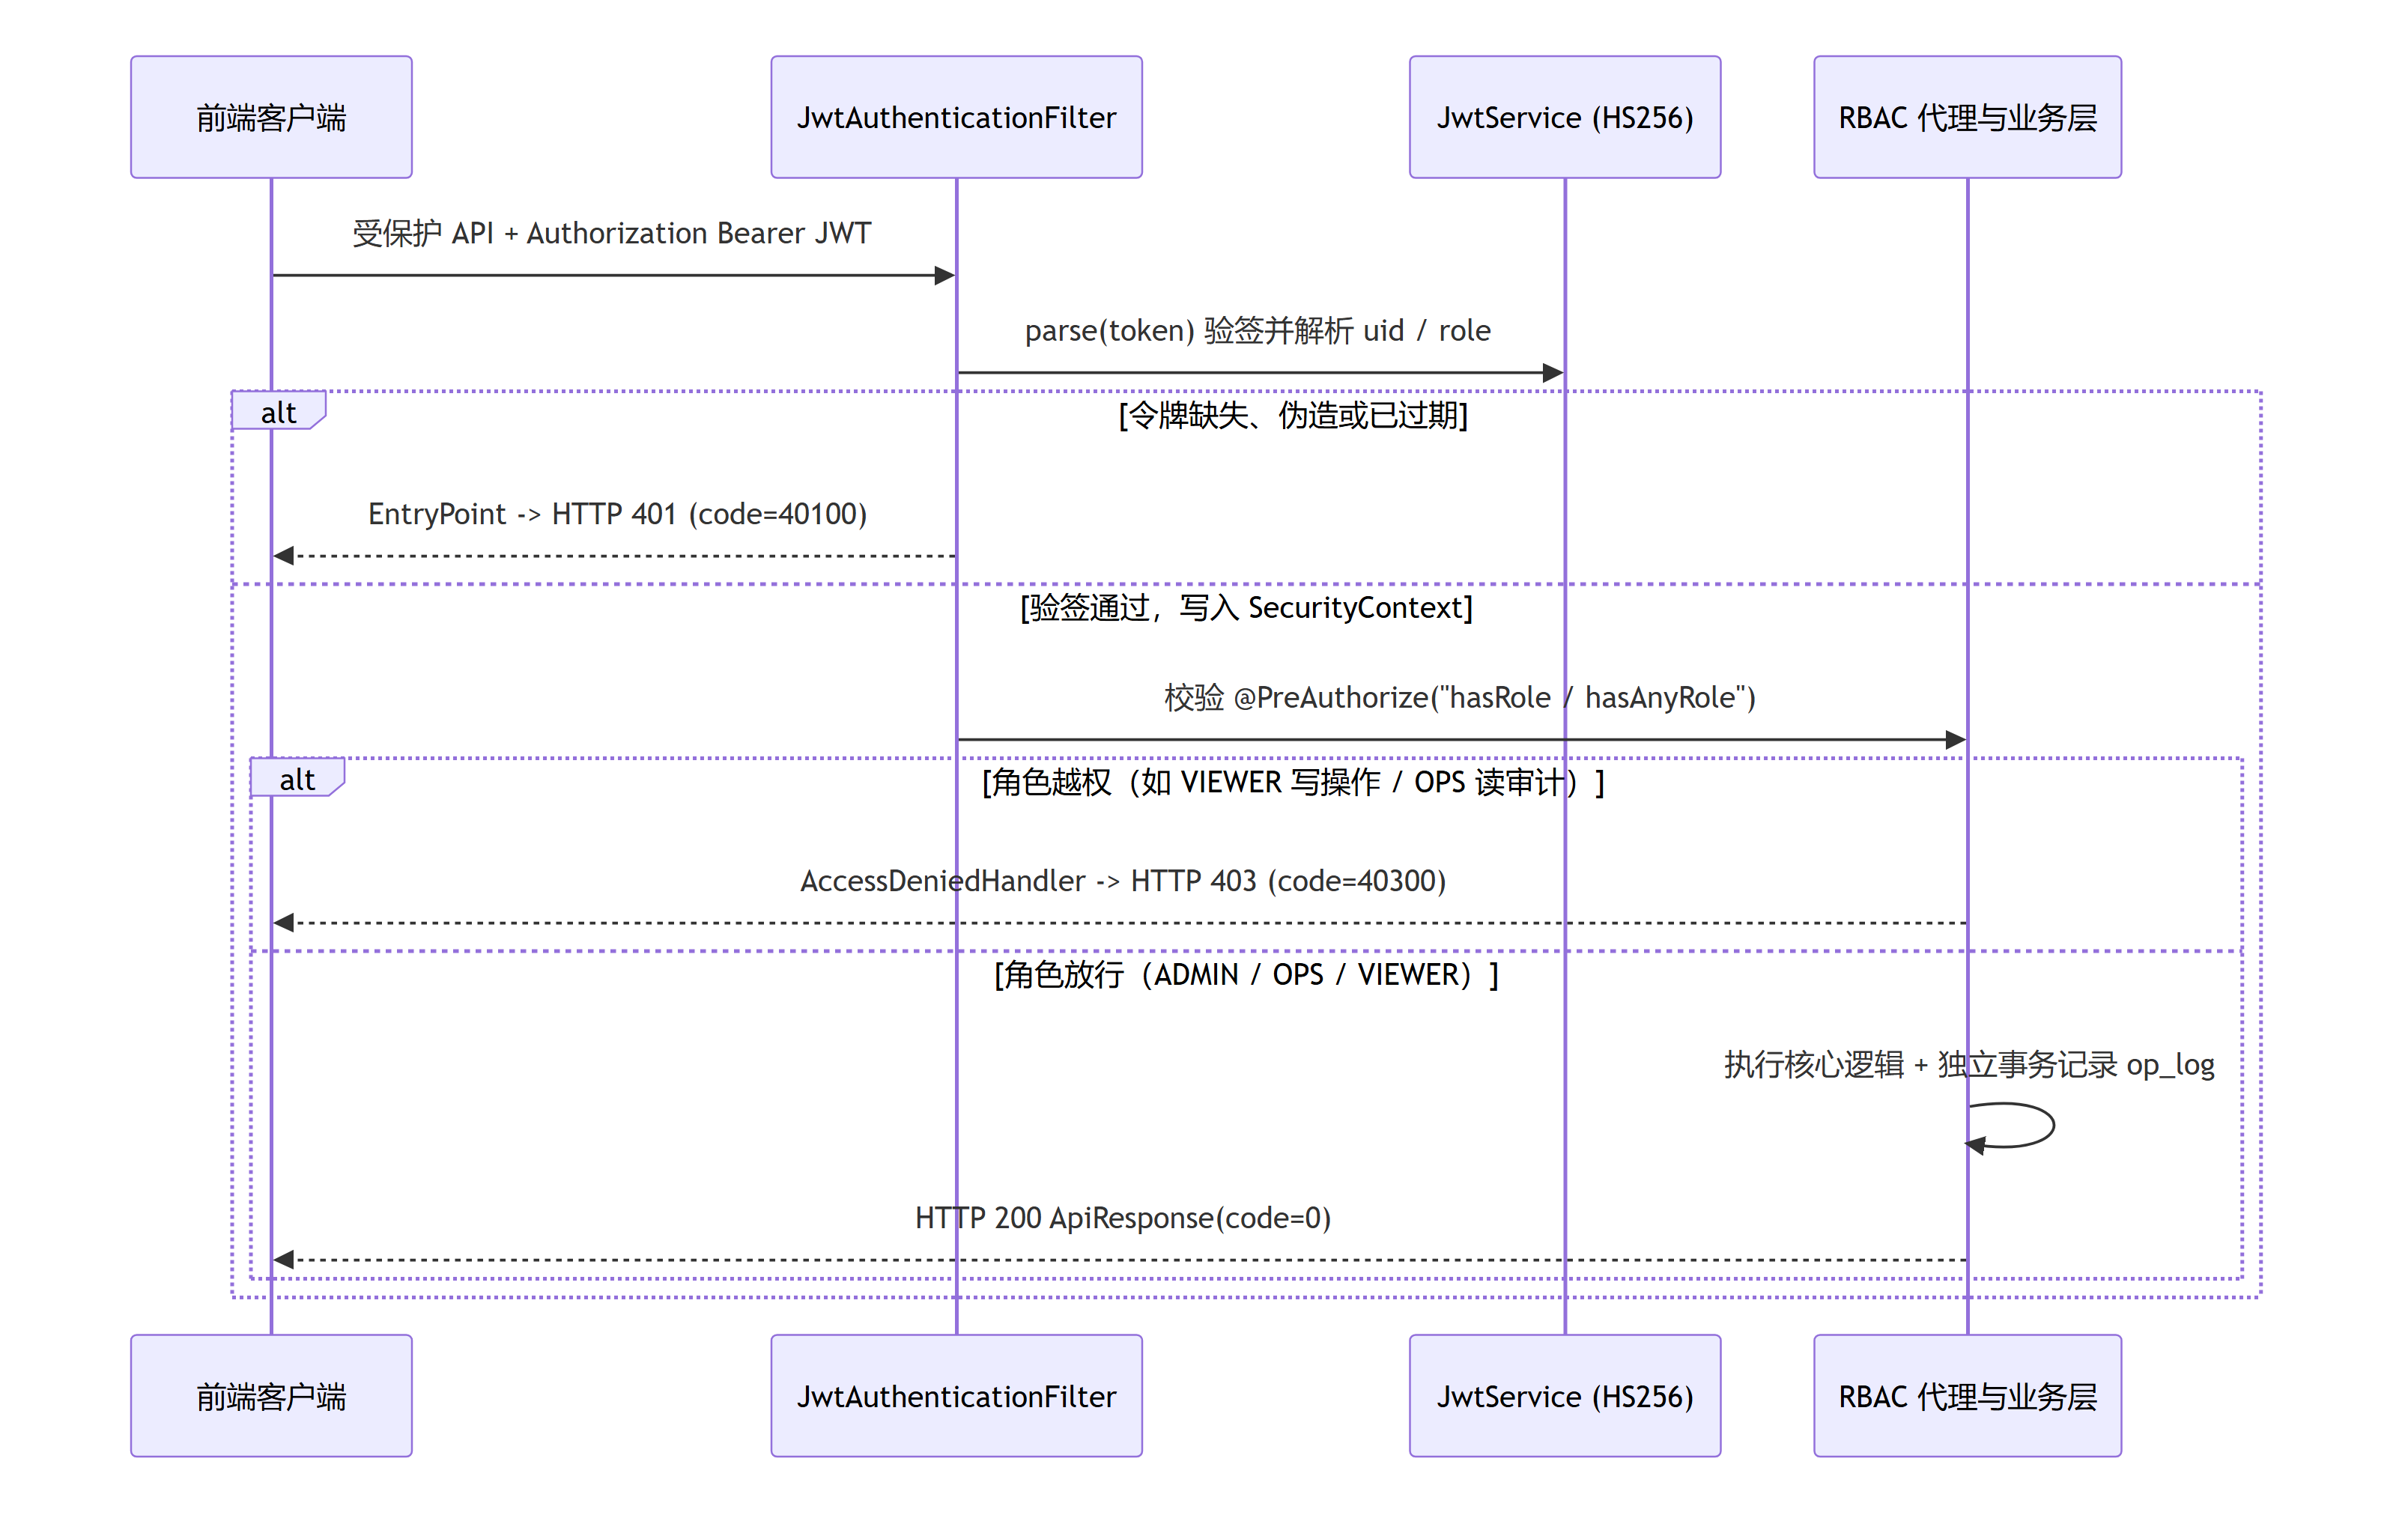 前端客户端
JwtAuthenticationFilter
JwtService (HS256)
RBAC 代理与业务层
受保护 API + Authorization Bearer JWT
parse(token) 验签并解析 uid / role
alt
[令牌缺失、伪造或已过期]
EntryPoint -> HTTP 401 (code=40100)
[验签通过，写入 SecurityContext]
校验 @PreAuthorize("hasRole / hasAnyRole")
alt
[角色越权（如 VIEWER 写操作 / OPS 读审计）]
AccessDeniedHandler -> HTTP 403 (code=40300)
[角色放行（ADMIN / OPS / VIEWER）]
执行核心逻辑 + 独立事务记录 op_log
HTTP 200 ApiResponse(code=0)
前端客户端
JwtAuthenticationFilter
JwtService (HS256)
RBAC 代理与业务层